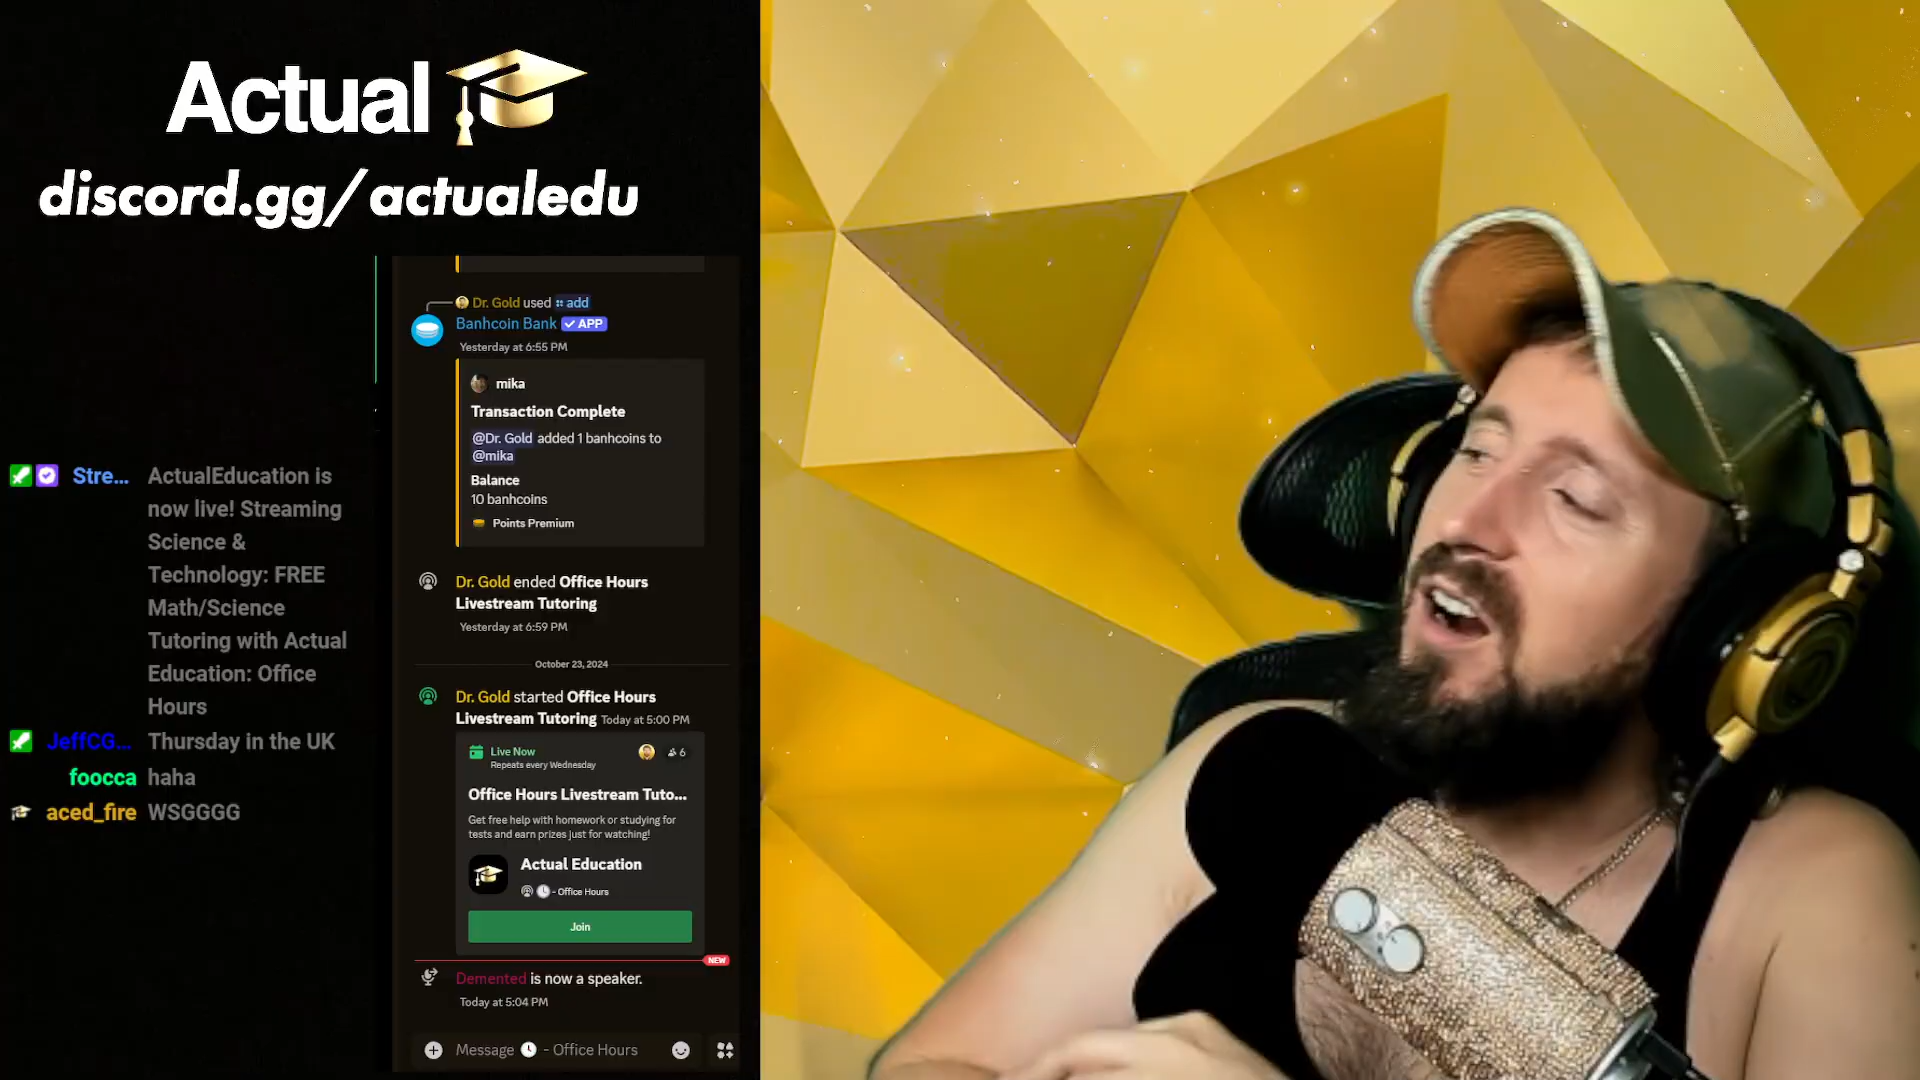 Actual
discord.gg/actualedu
Dr. Gold used add
Banhcoin Bank APP
Yesterday at 6:55 PM
mika
Transaction Complete
@Dr. Gold added 1 banhcoins to
@mika
Balance
10 banhcoins
Points Premium
Dr. Gold ended Office Hours
Livestream Tutoring
Yesterday at 6:59 PM
October 23, 2024
Dr. Gold started Office Hours
Livestream Tutoring Today at 5:00 PM
Live Now
6
Repeats every Wednesday
Office Hours Livestream Tuto...
Get free help with homework or studying for
tests and earn prizes just for watching!
Actual Education
- Office Hours
Join
NEW
Demented is now a speaker.
Today at 5:04 PM
Message - Office Hours
Stre... ActualEducation is
now live! Streaming
Science &
Technology: FREE
Math/Science
Tutoring with Actual
Education: Office
Hours
JeffCG... Thursday in the UK
foocca haha
aced_fire WSGGGG